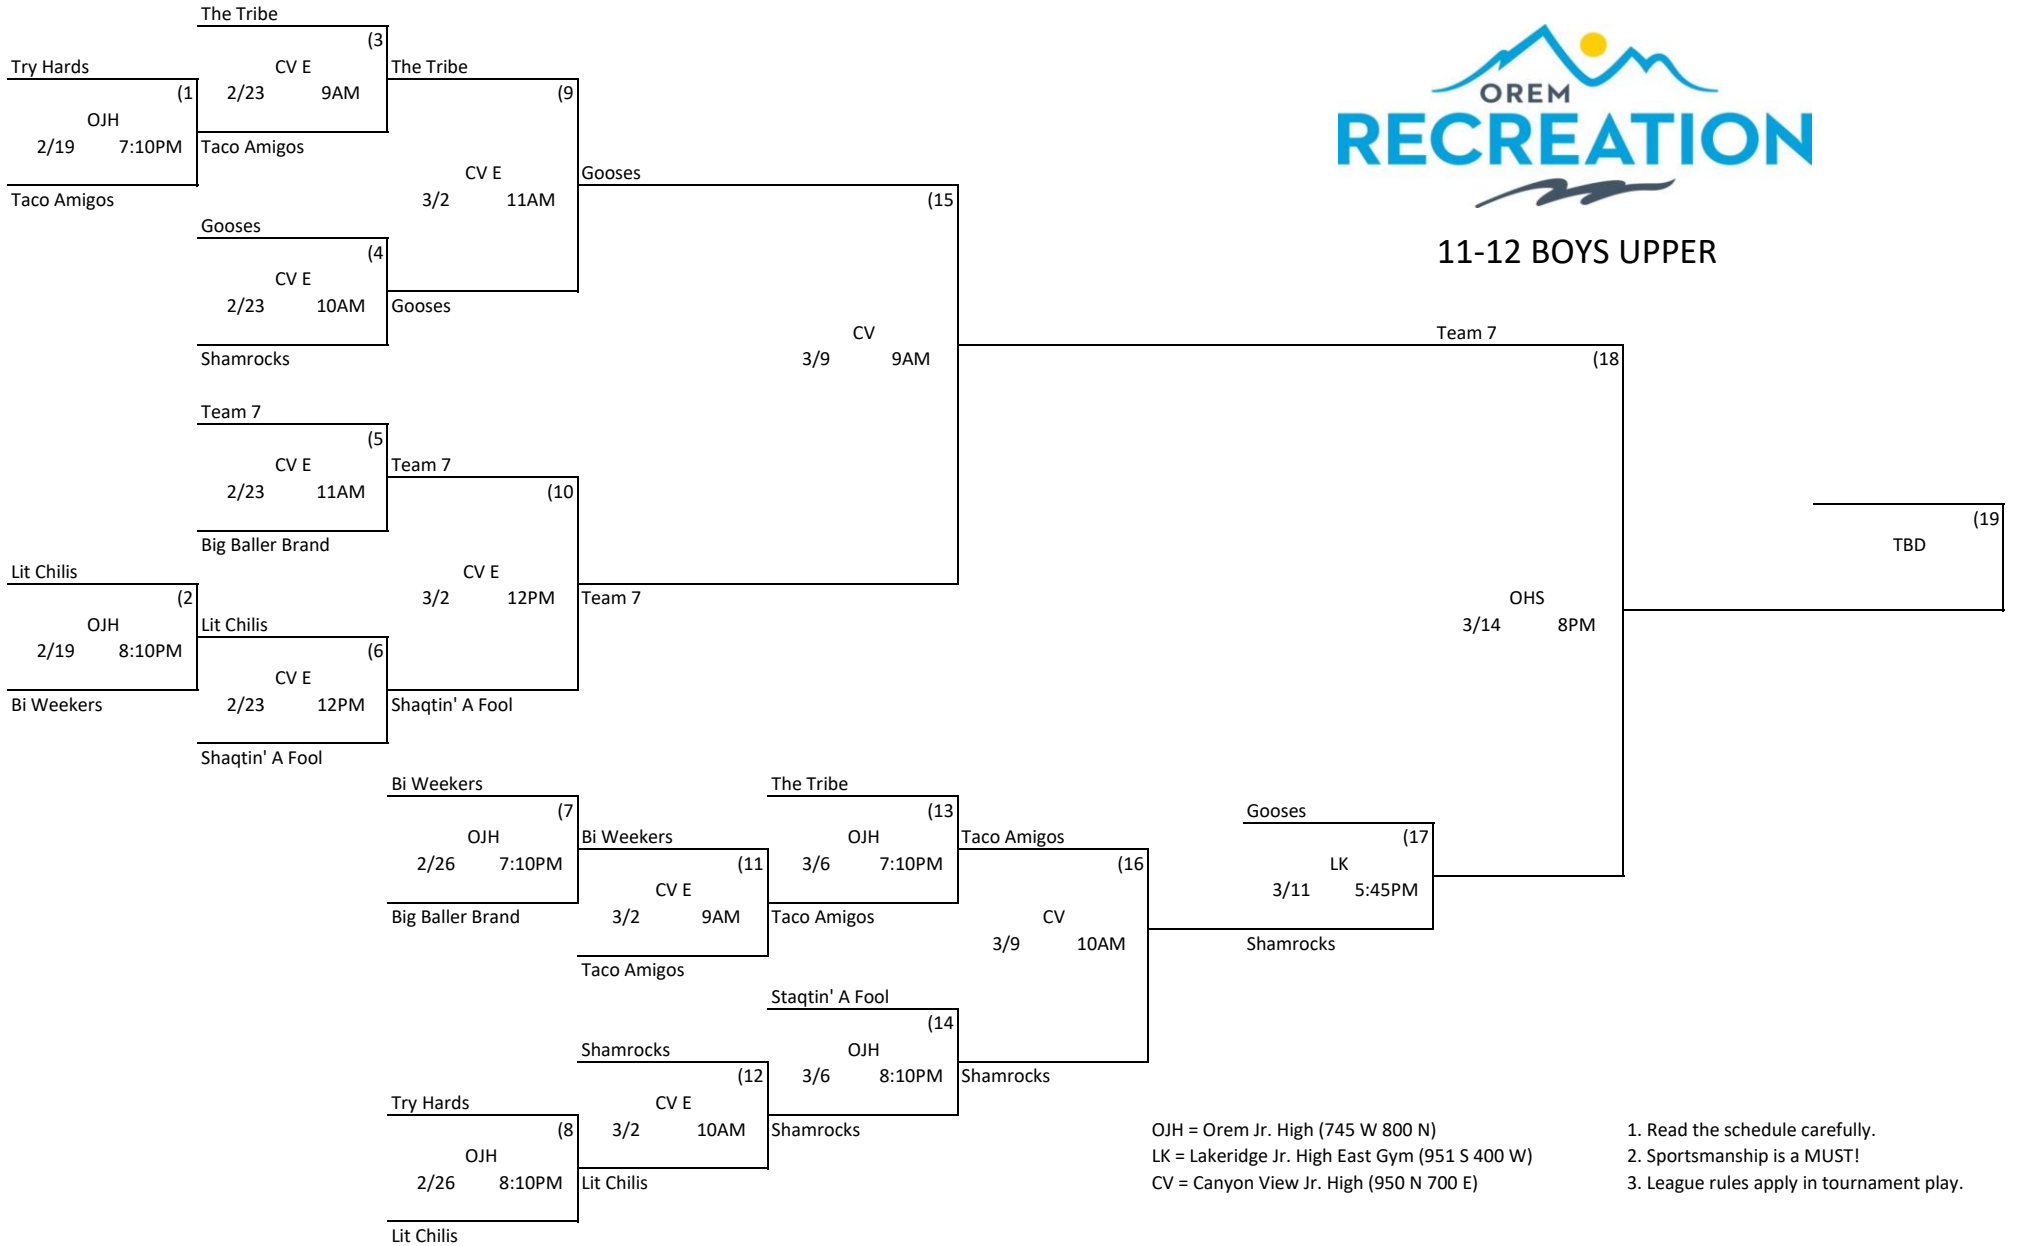 The Tribe
(3
Try Hards
CV E
The Tribe
(1
2/23 9AM
(9
OREM
RECREATION
OJH
2/19 7:10PM
Taco Amigos
CV E
Gooses
Taco Amigos
3/2 11AM
(15
Gooses
(4
11-12 BOYS UPPER
CV E
2/23 10AM
Gooses
CV
Team 7
Shamrocks
3/9 9AM
(18
Team 7
(5
CV E
Team 7
2/23 11AM
(10
(19
Big Baller Brand
TBD
Lit Chilis
CV E
(2
3/2 12PM
Team 7
OHS
OJH
Lit Chilis
3/14 8PM
2/19 8:10PM
(6
CV E
Bi Weekers
2/23 12PM
Shaqtin' A Fool
Shaqtin' A Fool
Bi Weekers
The Tribe
(7
(13
Gooses
OJH
Bi Weekers
OJH
Taco Amigos
(17
2/26 7:10PM
(11
3/6 7:10PM
(16
LK
CV E
3/11 5:45PM
Big Baller Brand
3/2 9AM
Taco Amigos
CV
3/9 10AM
Shamrocks
Taco Amigos
Staqtin' A Fool
(14
Shamrocks
OJH
(12
3/6 8:10PM
Shamrocks
Try Hards
CV E
(8
3/2 10AM
Shamrocks
OJH = Orem Jr. High (745 W 800 N)
1. Read the schedule carefully.
OJH
LK = Lakeridge Jr. High East Gym (951 S 400 W)
2. Sportsmanship is a MUST!
2/26 8:10PM
Lit Chilis
CV = Canyon View Jr. High (950 N 700 E)
3. League rules apply in tournament play.
Lit Chilis